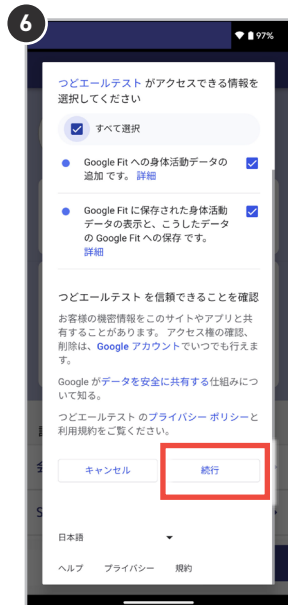 6
97%
つどエールテスト がアクセスできる情報を
選択してください
すべて選択
Google Fit への身体活動データの
追加 です。 詳細
Google Fit に保存された身体活動
データの表示と、こうしたデータ
の Google Fit への保存 です。
詳細
つどエールテスト を信頼できることを確認
お客様の機密情報をこのサイトやアプリと共
有することがあります。 アクセス権の確認、
削除は、Google アカウントでいつでも行えま
す。
Google がデータを安全に共有する仕組みにつ
いて知る。
つどエールテスト のプライバシー ポリシーと
利用規約をご覧ください。
キャンセル 続行
日本語
ヘルプ プライバシー 規約